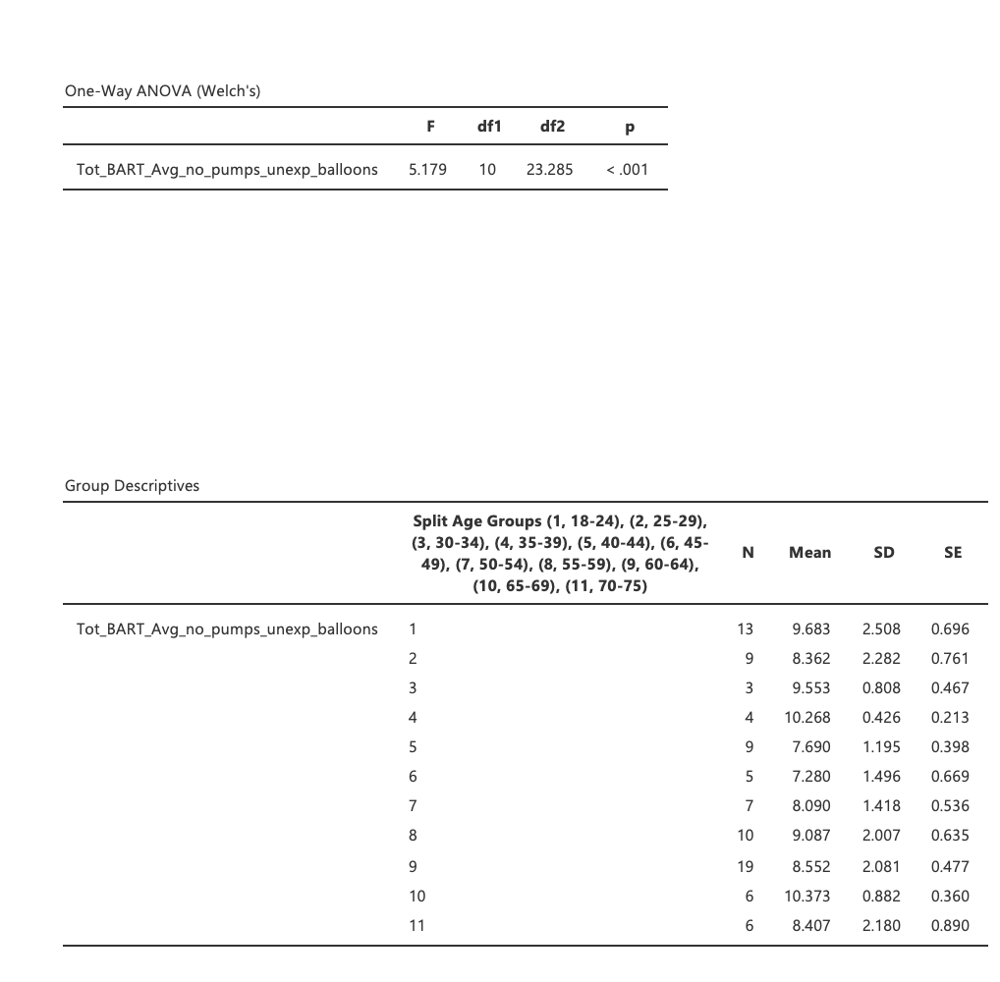 One-Way ANOVA (Welch's)
F df1 df2 p
Tot_BART_Avg_no_pumps_unexp_balloons 5.179 10 23.285 < .001
Group Descriptives
Split Age Groups (1, 18-24), (2, 25-29),
(3, 30-34), (4, 35-39), (5, 40-44), (6, 45-
49), (7, 50-54), (8, 55-59), (9, 60-64),
(10, 65-69), (11, 70-75)
N Mean SD SE
Tot_BART_Avg_no_pumps_unexp_balloons 1 13 9.683 2.508 0.696
2 9 8.362 2.282 0.761
3 3 9.553 0.808 0.467
4 4 10.268 0.426 0.213
5 9 7.690 1.195 0.398
6 5 7.280 1.496 0.669
7 7 8.090 1.418 0.536
8 10 9.087 2.007 0.635
9 19 8.552 2.081 0.477
10 6 10.373 0.882 0.360
11 6 8.407 2.180 0.890